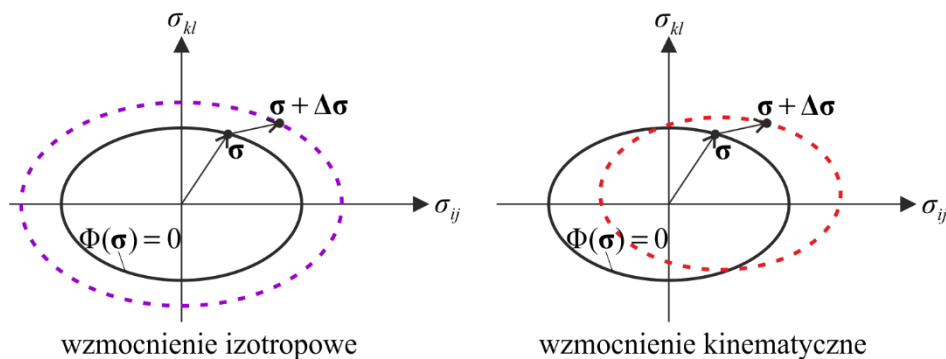 σkl
σ + Δσ
σ
σij
Φ(σ) = 0
wzmocnienie izotropowe
σkl
σ + Δσ
σ
σij
Φ(σ) = 0
wzmocnienie kinematyczne